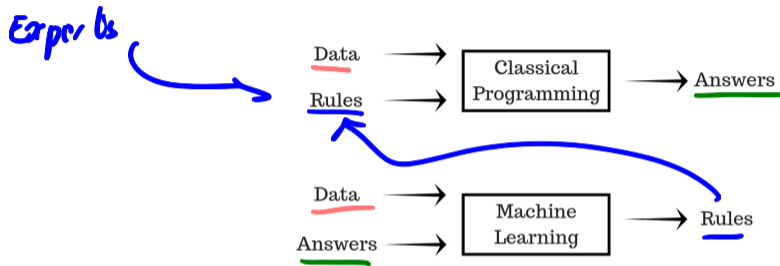 Experts
Data
Rules
Classical
Programming
Answers
Data
Answers
Machine
Learning
Rules